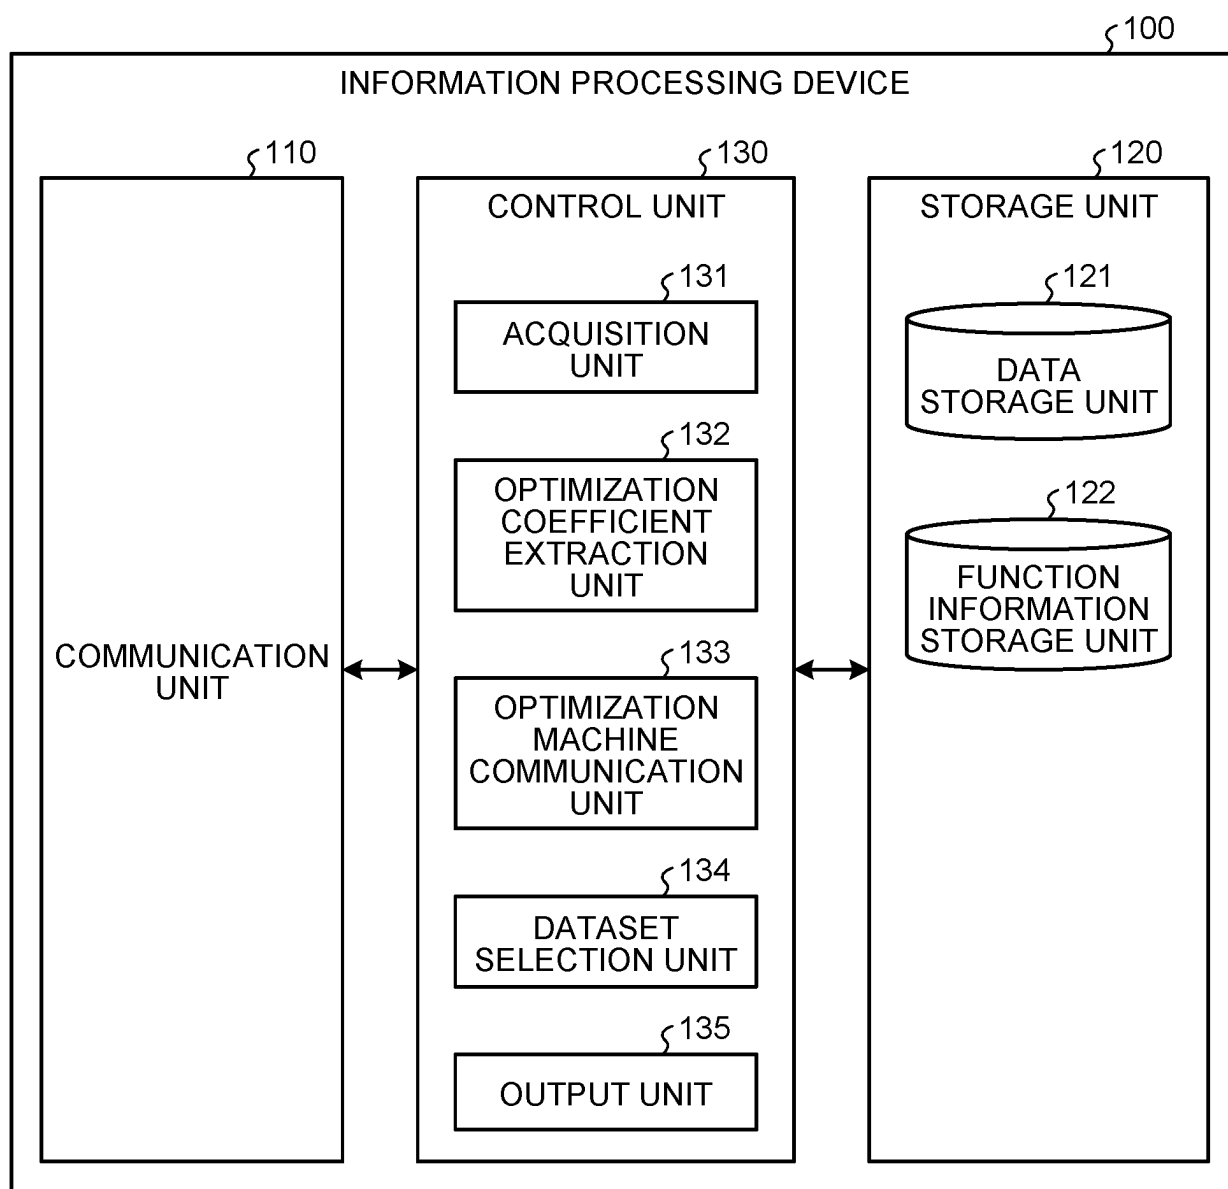 100
INFORMATION PROCESSING DEVICE
110
COMMUNICATION
UNIT
130
CONTROL UNIT
131
ACQUISITION
UNIT
132
OPTIMIZATION
COEFFICIENT
EXTRACTION
UNIT
133
OPTIMIZATION
MACHINE
COMMUNICATION
UNIT
134
DATASET
SELECTION UNIT
135
OUTPUT UNIT
120
STORAGE UNIT
121
DATA
STORAGE UNIT
122
FUNCTION
INFORMATION
STORAGE UNIT